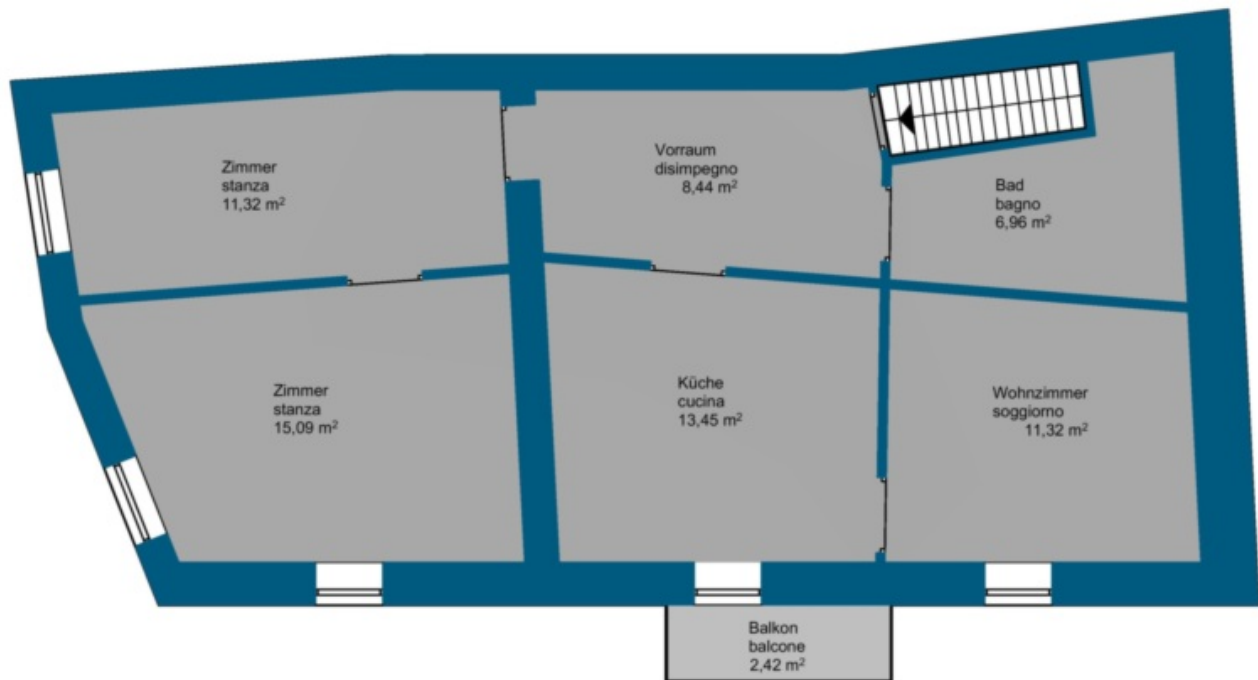 Zimmer
stanza
11,32 m²
Vorraum
disimpegno
8,44 m²
Bad
bagno
6,96 m²
Zimmer
stanza
15,09 m²
Küche
cucina
13,45 m²
Wohnzimmer
soggiorno
11,32 m²
Balkon
balcone
2,42 m²